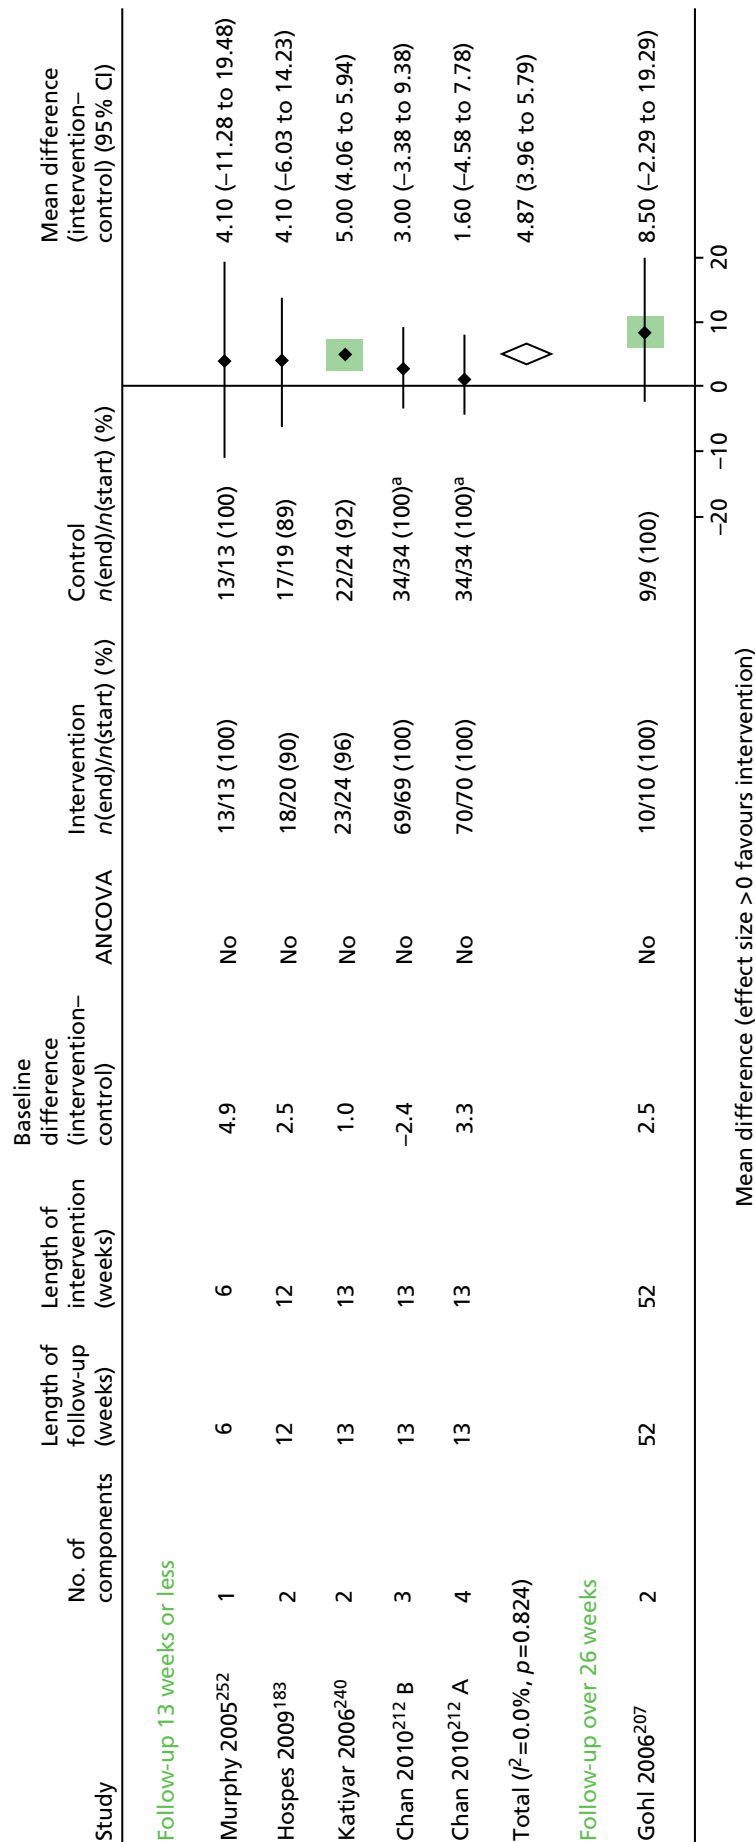 Study
No. of
components
Length of
follow-up
(weeks)
Length of
intervention
(weeks)
Baseline
difference
(intervention–
control)
ANCOVA
Intervention
n(end)/n(start) (%)
Control
n(end)/n(start) (%)
Mean difference
(intervention–
control) (95% CI)
Follow-up 13 weeks or less
Murphy 2005²⁵² 1 6 6 4.9 No 13/13 (100) 13/13 (100) 4.10 (–11.28 to 19.48)
Hospes 2009¹⁸³ 2 12 12 2.5 No 18/20 (90) 17/19 (89) 4.10 (–6.03 to 14.23)
Katiyar 2006²⁴⁰ 2 13 13 1.0 No 23/24 (96) 22/24 (92) 5.00 (4.06 to 5.94)
Chan 2010²¹² B 3 13 13 –2.4 No 69/69 (100) 34/34 (100)ᵃ 3.00 (–3.38 to 9.38)
Chan 2010²¹² A 4 13 13 3.3 No 70/70 (100) 34/34 (100)ᵃ 1.60 (–4.58 to 7.78)
Total (I²=0.0%, p=0.824) 4.87 (3.96 to 5.79)
Follow-up over 26 weeks
Gohl 2006²⁰⁷ 2 52 52 2.5 No 10/10 (100) 9/9 (100) 8.50 (–2.29 to 19.29)
–20 –10 0 10 20
Mean difference (effect size >0 favours intervention)